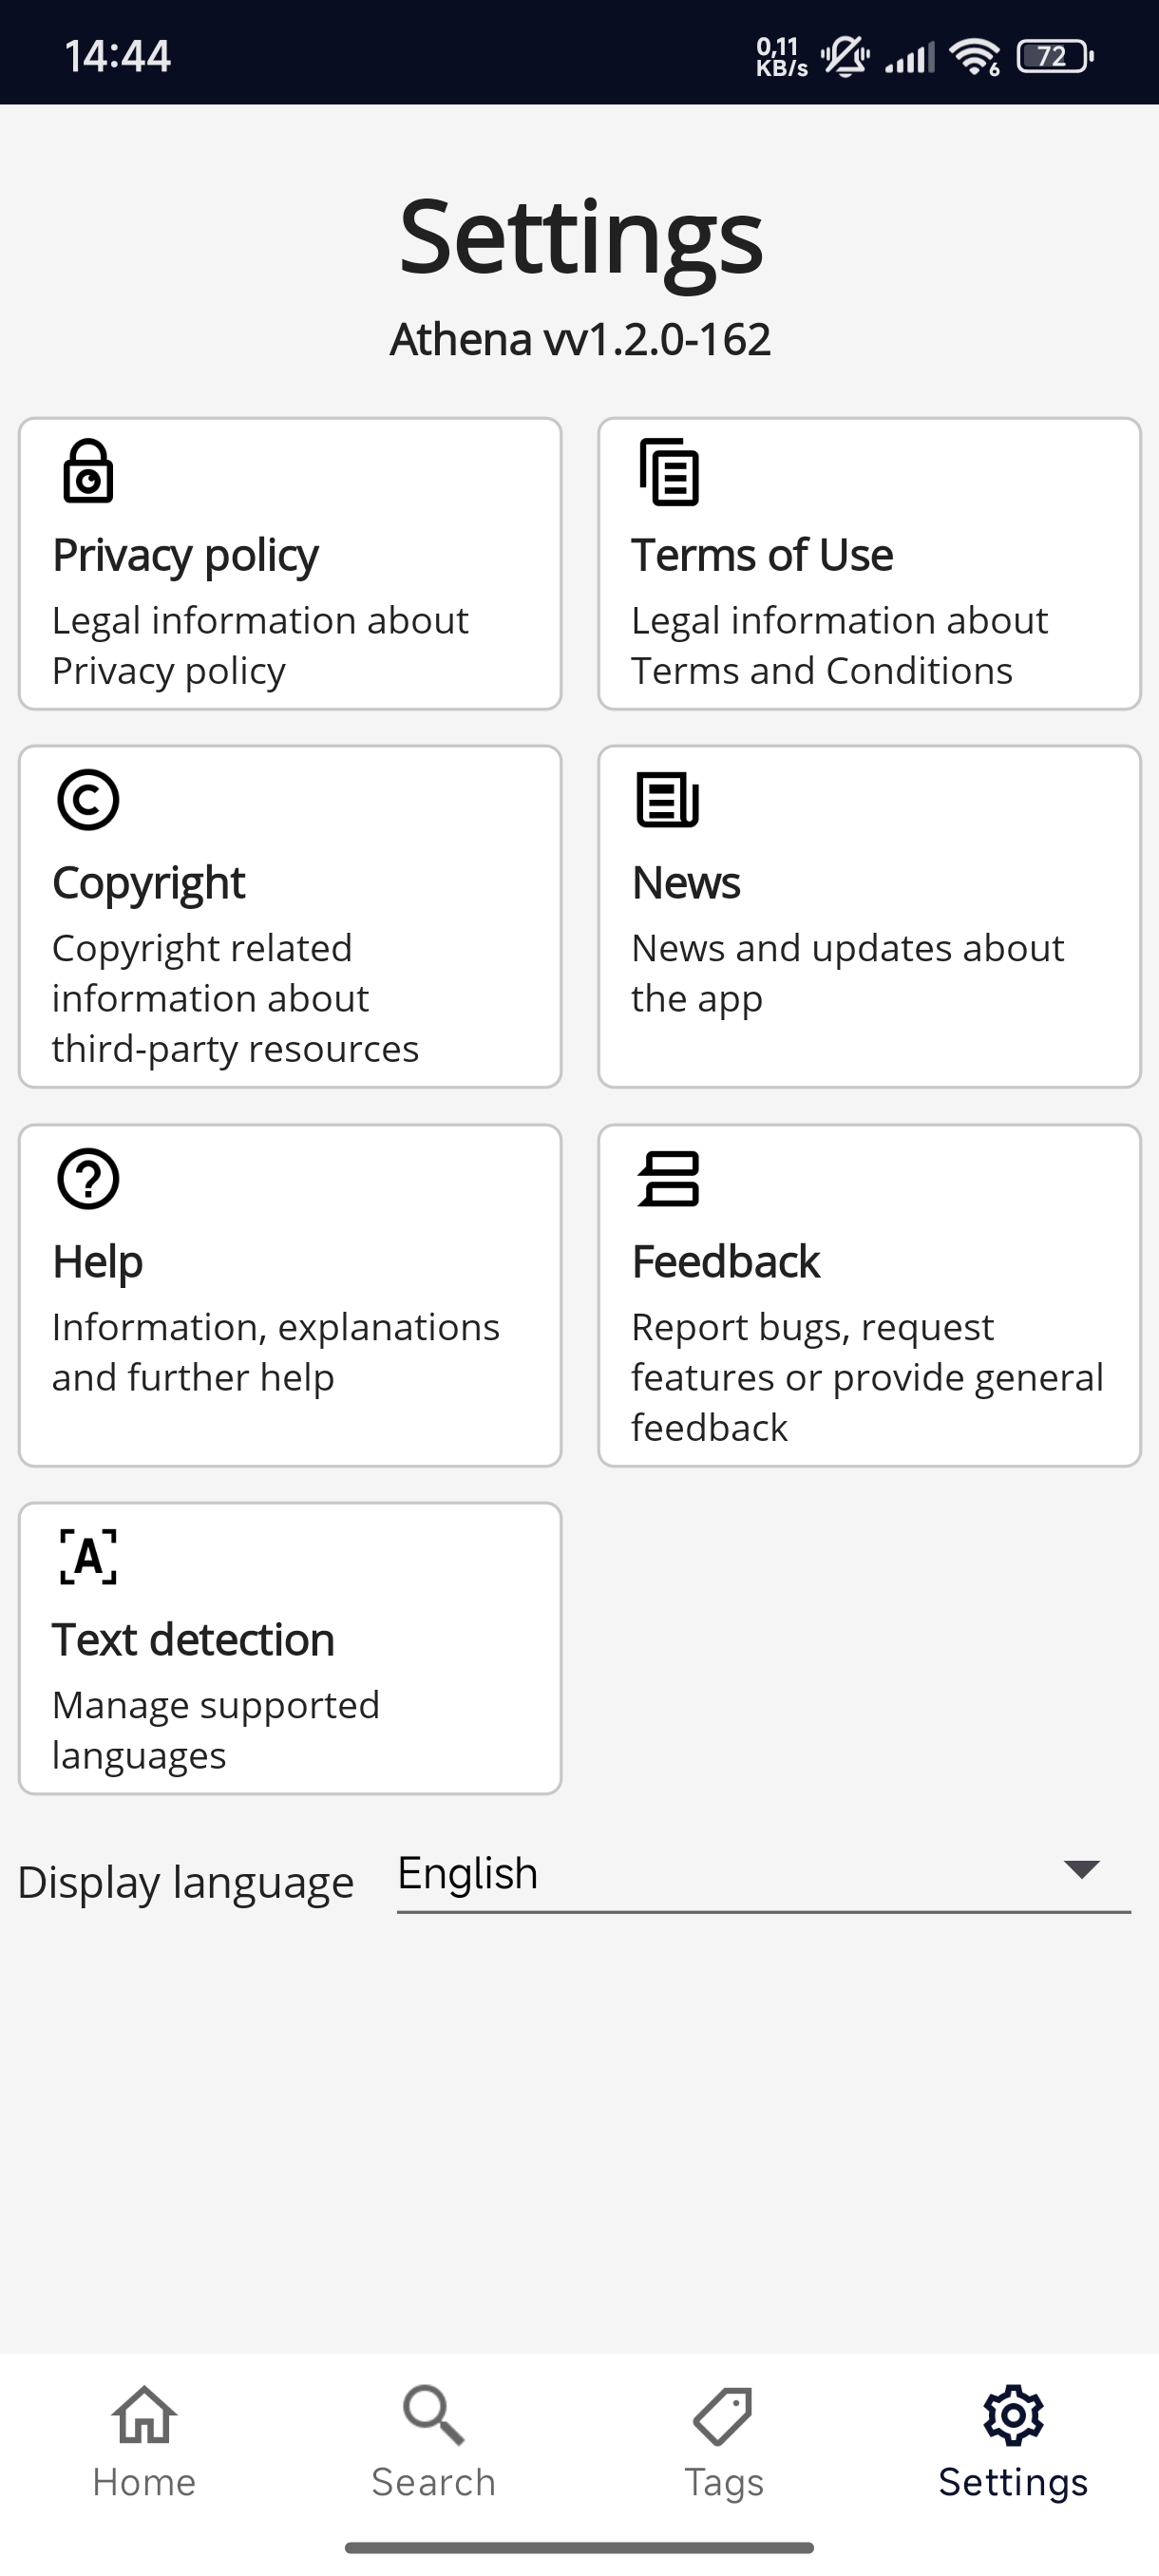 14:44
0,11
KB/s
6
72
Settings
Athena vv1.2.0-162
Privacy policy
Legal information about
Privacy policy
Terms of Use
Legal information about
Terms and Conditions
Copyright
Copyright related
information about
third-party resources
News
News and updates about
the app
Help
Information, explanations
and further help
Feedback
Report bugs, request
features or provide general
feedback
Text detection
Manage supported
languages
Display language English
Home Search Tags Settings